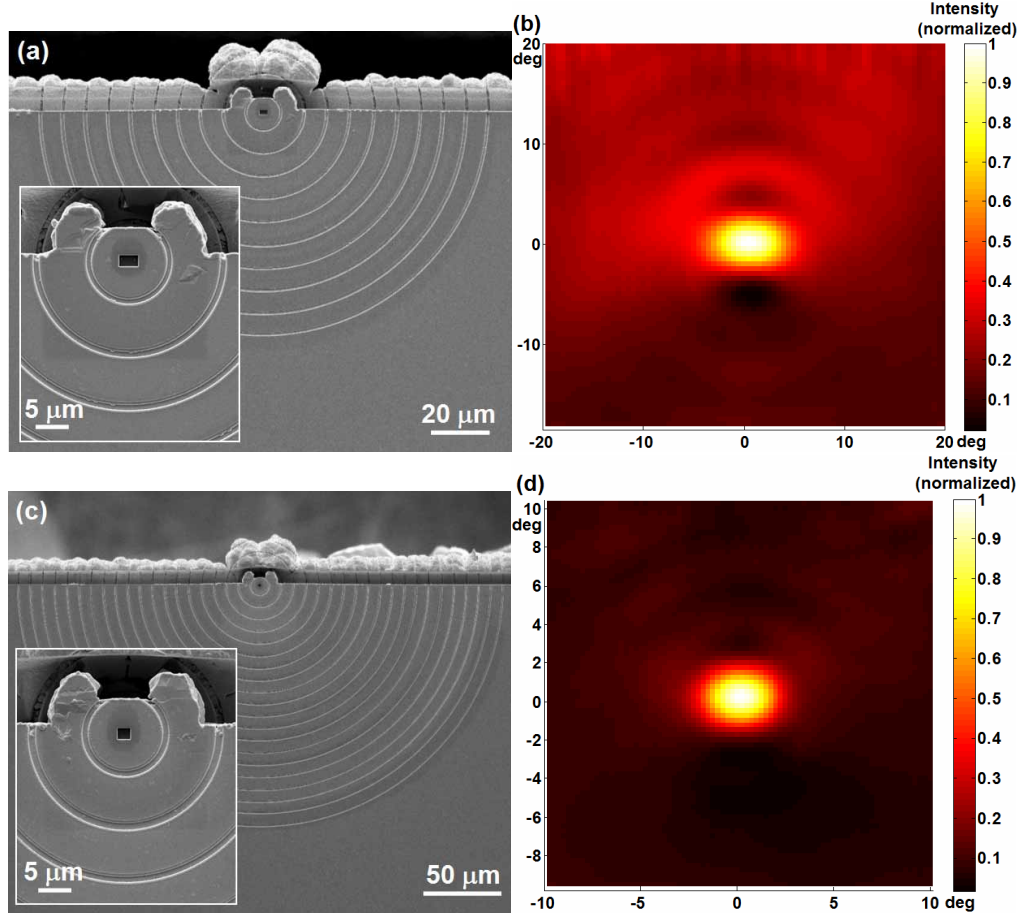 (a)
5 μm
20 μm
(b)
Intensity
(normalized)
20
deg
10
0
-10
-20 -10 0 10 20 deg
1
0.9
0.8
0.7
0.6
0.5
0.4
0.3
0.2
0.1
(c)
5 μm
50 μm
(d)
Intensity
(normalized)
10
deg
8
6
4
2
0
-2
-4
-6
-8
-10 -5 0 5 10 deg
1
0.9
0.8
0.7
0.6
0.5
0.4
0.3
0.2
0.1